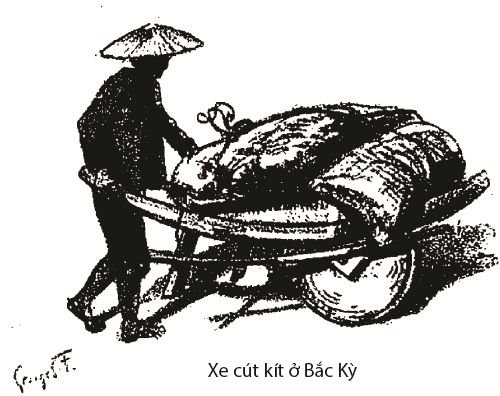 Xe cút kít ở Bắc Kỳ